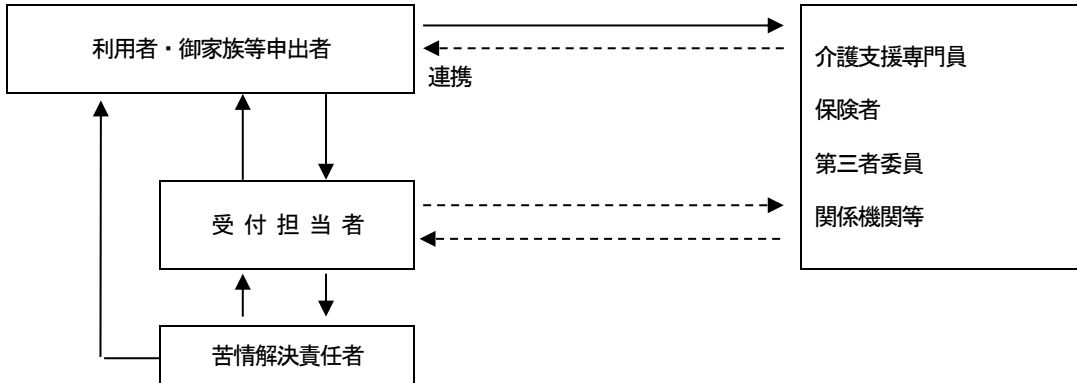 利用者・御家族等申出者
連携
介護支援専門員
保険者
第三者委員
関係機関等
受 付 担 当 者
苦情解決責任者